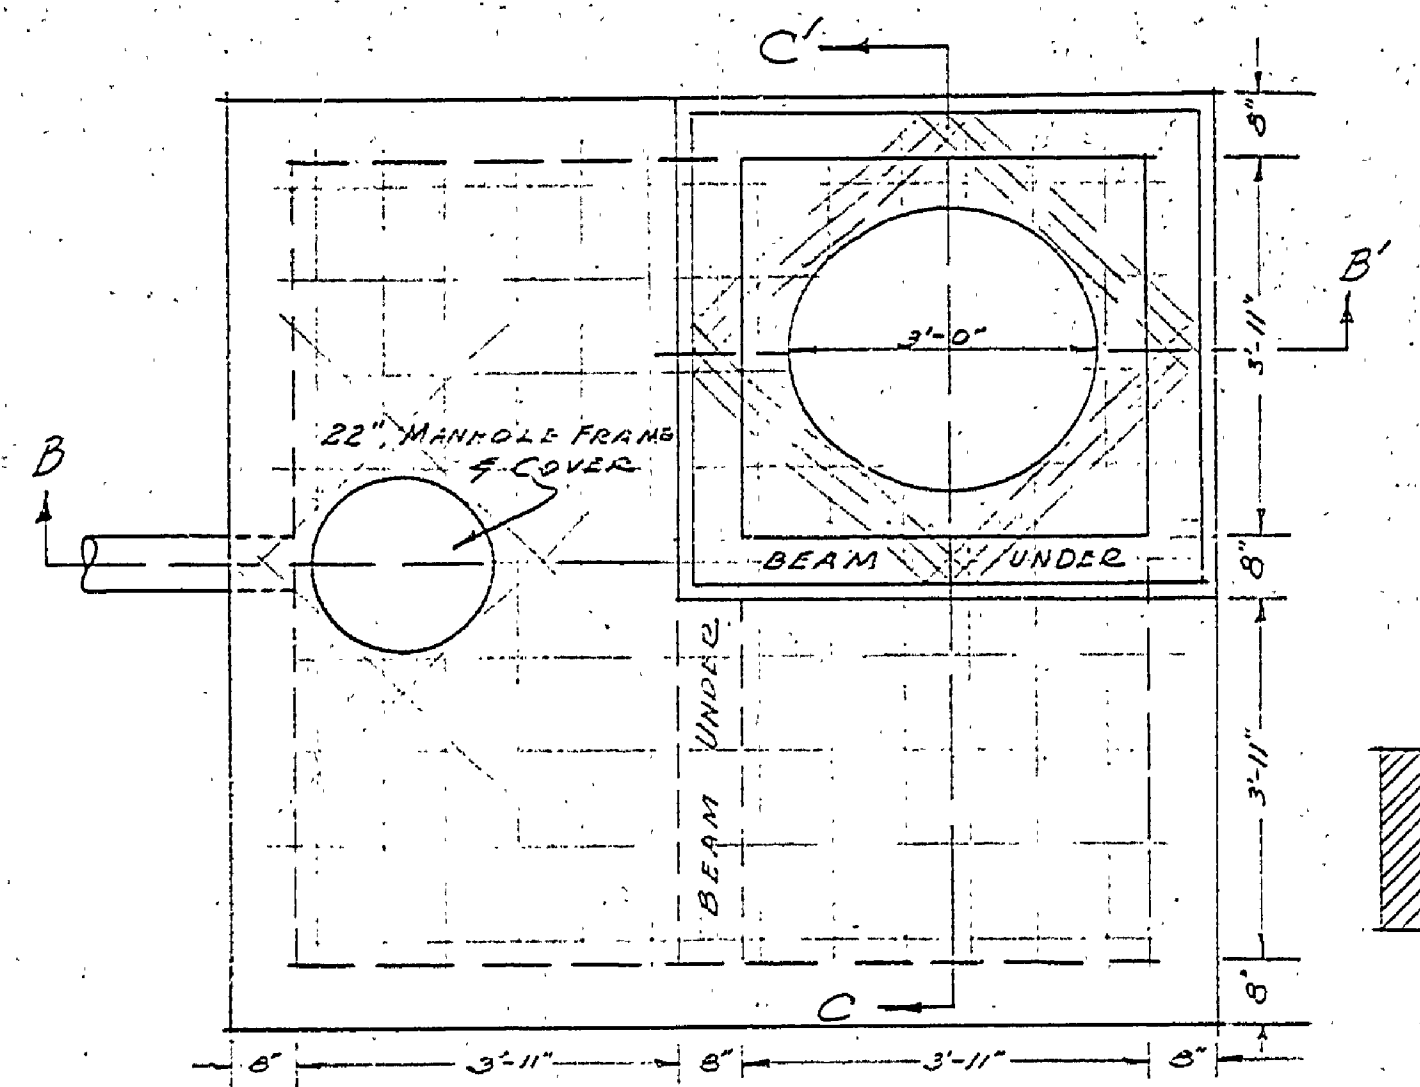 C'
8"
B'
3'-11"
3'-0"
22" MANHOLE FRAME
& COVER
B
BEAM UNDER
8"
BEAM UNDER
3'-11"
C
8"
8" 3'-11" 8" 3'-11" 8"